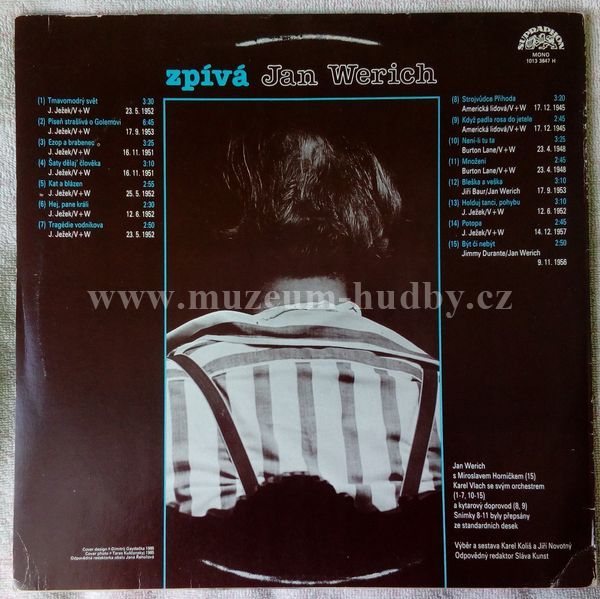 SUPRAPHON
MONO
1013 3847 H
zpívá Jan Werich
(1) Tmavomodrý svět 3:30
J. Ježek/V+W 23. 5. 1952
(2) Píseň strašlivá o Golemovi 6:45
J. Ježek/V+W 17. 9. 1953
(3) Ezop a brabenec 3:25
J. Ježek/V+W 16. 11. 1951
(4) Šaty dělaj' člověka 3:10
J. Ježek/V+W 16. 11. 1951
(5) Kat a blázen 2:55
J. Ježek/V+W 25. 5. 1952
(6) Hej, pane králi 2:30
J. Ježek/V+W 12. 6. 1952
(7) Tragédie vodníkova 2:50
J. Ježek/V+W 23. 5. 1952
(8) Strojvůdce Příhoda 3:20
Americká lidová/V+W 17. 12. 1945
(9) Když padla rosa do jetele 2:45
Americká lidová/V+W 17. 12. 1945
(10) Není-li tu ta 3:25
Burton Lane/V+W 23. 4. 1948
(11) Množení 2:45
Burton Lane/V+W 23. 4. 1948
(12) Bleška a veška 3:10
Jiří Baur/Jan Werich 17. 9. 1953
(13) Holduj tanci, pohybu 3:10
J. Ježek/V+W 12. 6. 1952
(14) Potopa 2:45
J. Ježek/V+W 14. 12. 1957
(15) Být či nebýt 2:50
Jimmy Durante/Jan Werich
9. 11. 1956
www.muzeum-hudby.cz
Jan Werich
s Miroslavem Horníčkem (15)
Karel Vlach se svým orchestrem
(1-7, 10-15)
a kytarový doprovod (8, 9)
Snímky 8-11 byly přepsány
ze standardních desek
Výběr a sestava Karel Koliš a Jiří Novotný
Odpovědný redaktor Sláva Kunst
Cover design
Cover photo
Odpovědná redaktorka obalu Jana